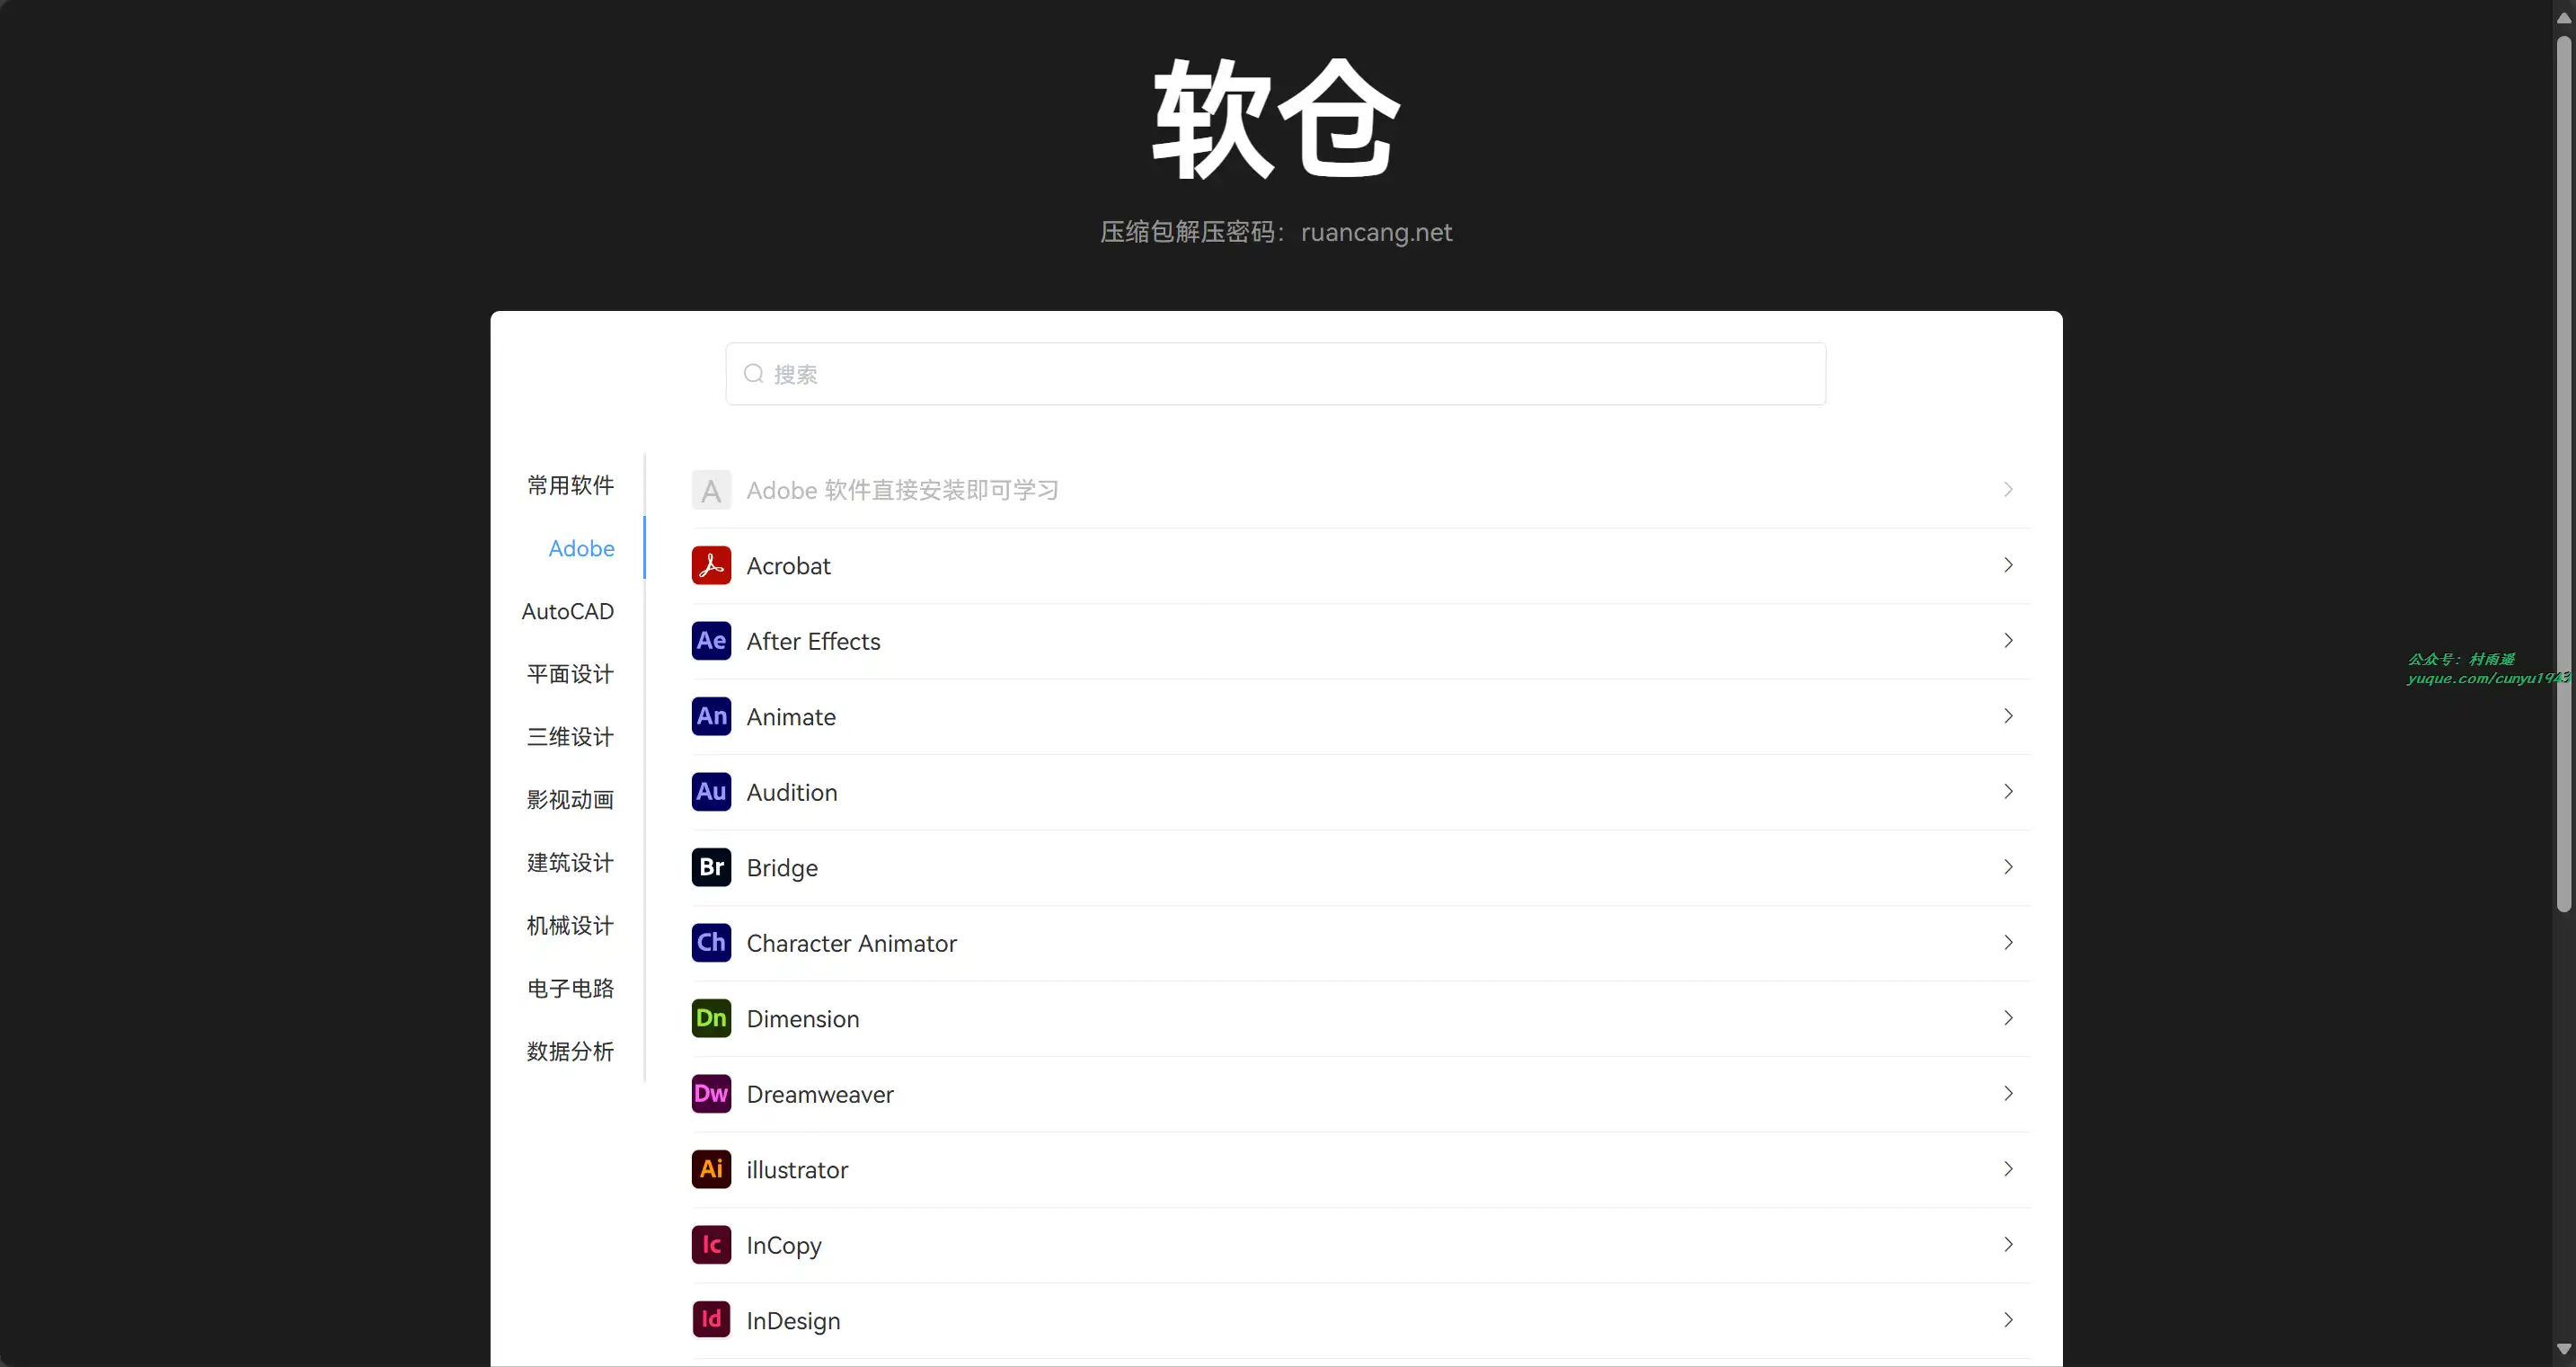 软仓
压缩包解压密码：ruancang.net
搜索
常用软件
Adobe
AutoCAD
平面设计
三维设计
影视动画
建筑设计
机械设计
电子电路
数据分析
A Adobe 软件直接安装即可学习
Acrobat
Ae After Effects
An Animate
Au Audition
Br Bridge
Ch Character Animator
Dn Dimension
Dw Dreamweaver
Ai illustrator
Ic InCopy
Id InDesign
公众号：村雨遥
yuque.com/cunyu1943